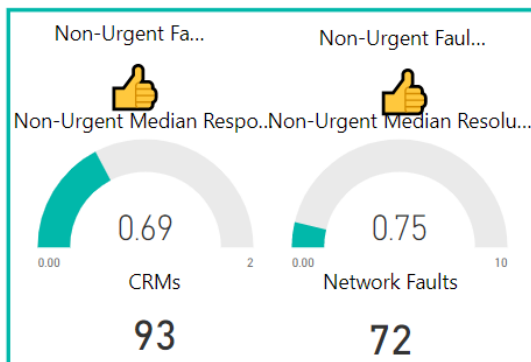 Non-Urgent Fa...
Non-Urgent Faul...
Non-Urgent Median Respo...
Non-Urgent Median Resolu...
0.69
0.00
2
0.75
0.00
10
CRMs
Network Faults
93
72